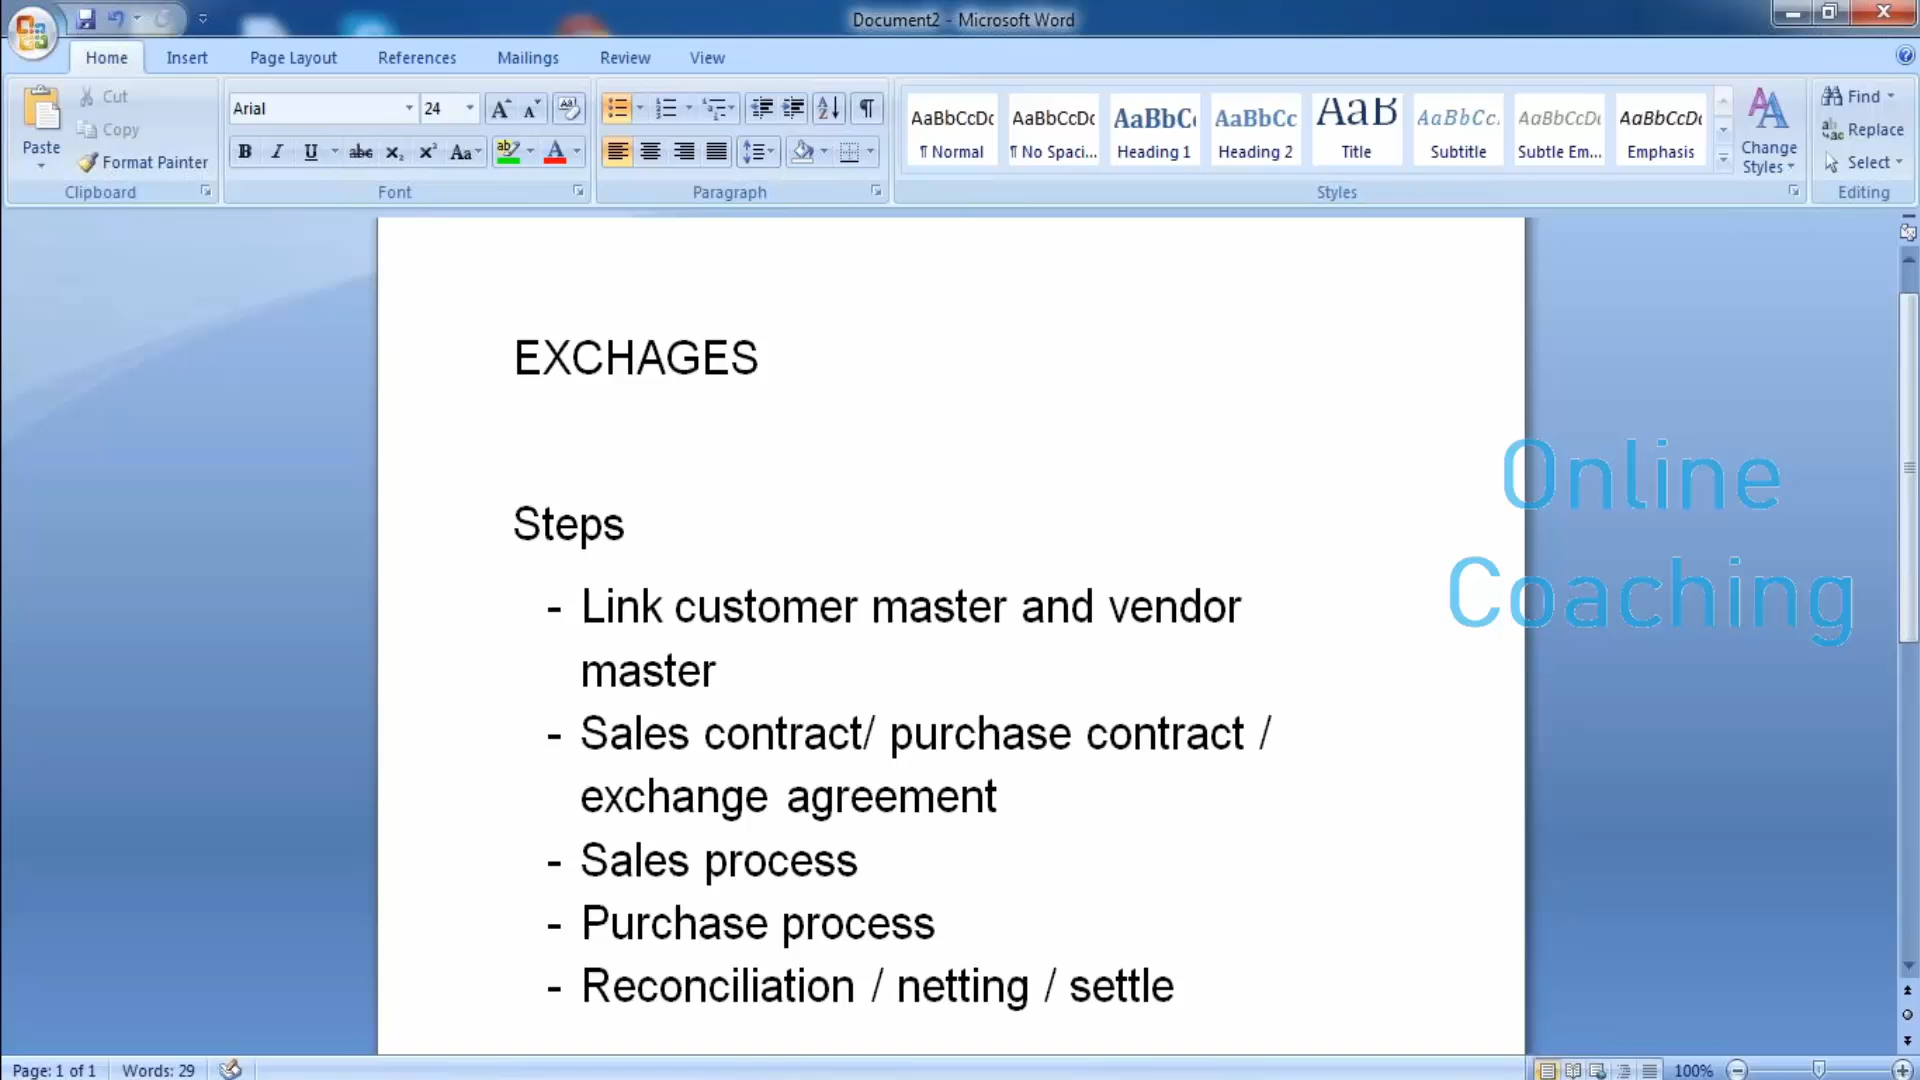 Document2 - Microsoft Word
Home Insert Page Layout References Mailings Review View
Paste
Cut
Copy
Format Painter
Clipboard
Arial 24
Font
Paragraph
AaBbCcDc AaBbCcDc AaBbC AaBbCc AaB AaBbCc. AaBbCcDc AaBbCcDc
¶ Normal ¶ No Spaci... Heading 1 Heading 2 Title Subtitle Subtle Em... Emphasis
Change
Styles
Styles
Find
Replace
Select
Editing
EXCHAGES
Steps
- Link customer master and vendor
master
- Sales contract/ purchase contract /
exchange agreement
- Sales process
- Purchase process
- Reconciliation / netting / settle
Online
Coaching
Page: 1 of 1 Words: 29 100%